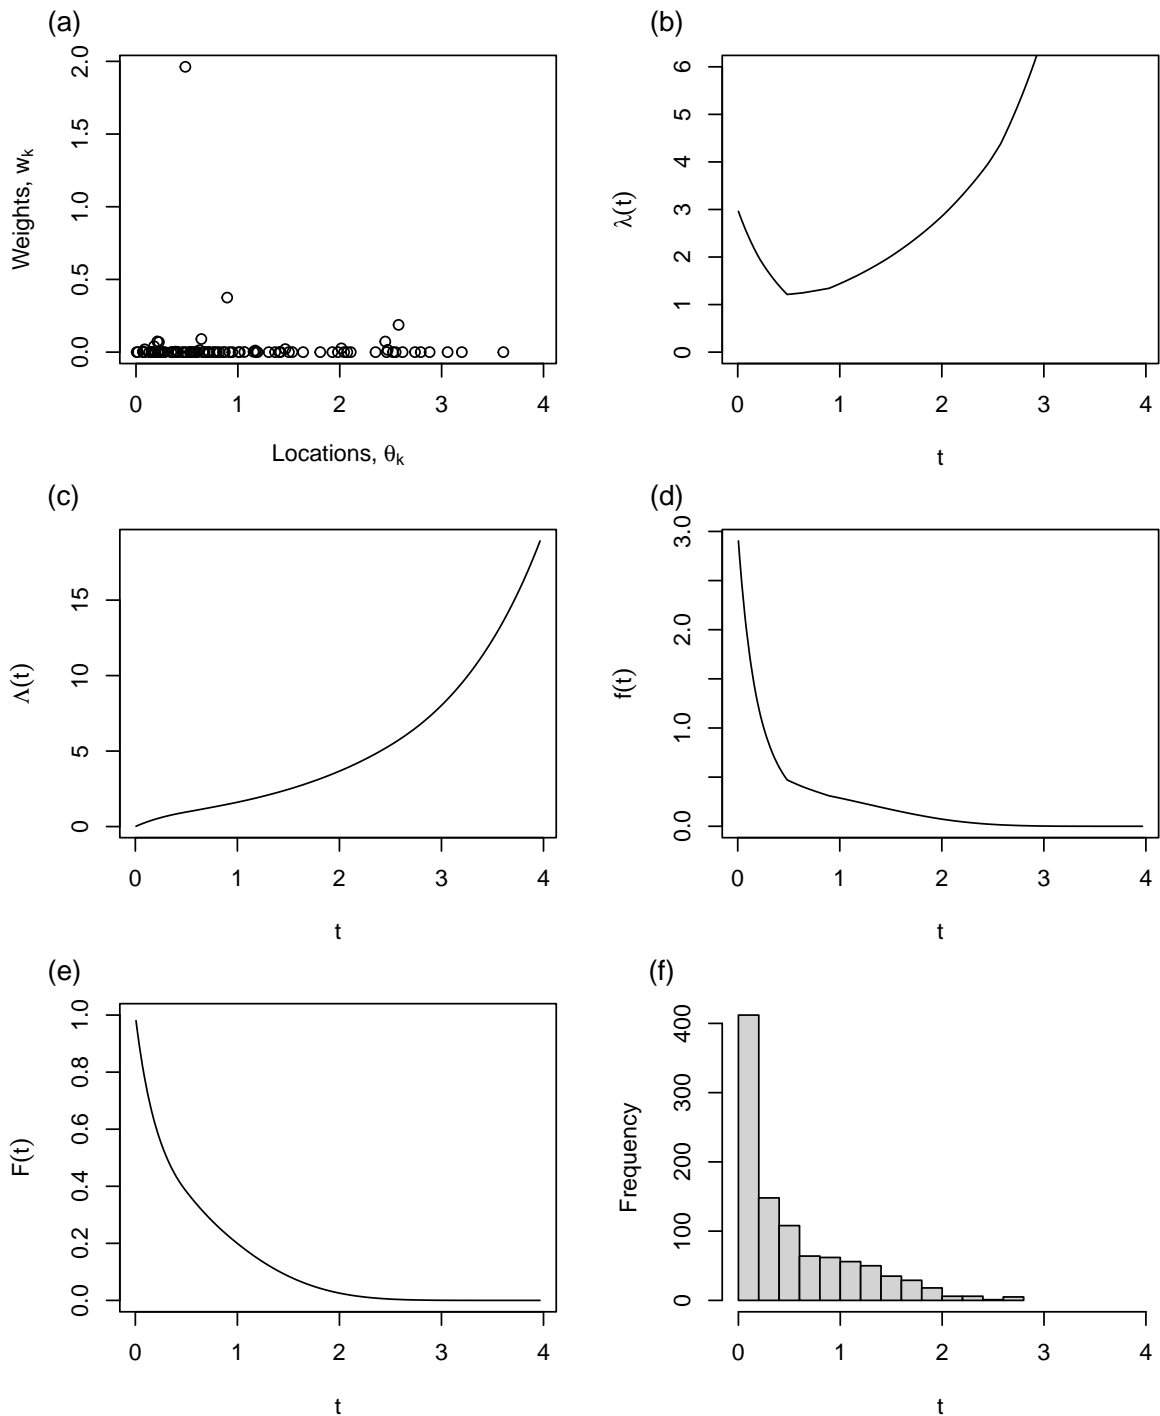 (a)
Weights, wk
0.0 0.5 1.0 1.5 2.0
0 1 2 3 4
Locations, θk
(b)
λ(t)
0 1 2 3 4 5 6
0 1 2 3 4
t
(c)
Λ(t)
0 5 10 15
0 1 2 3 4
t
(d)
f(t)
0.0 1.0 2.0 3.0
0 1 2 3 4
t
(e)
F(t)
0.0 0.2 0.4 0.6 0.8 1.0
0 1 2 3 4
t
(f)
Frequency
0 100 200 300 400
0 1 2 3 4
t